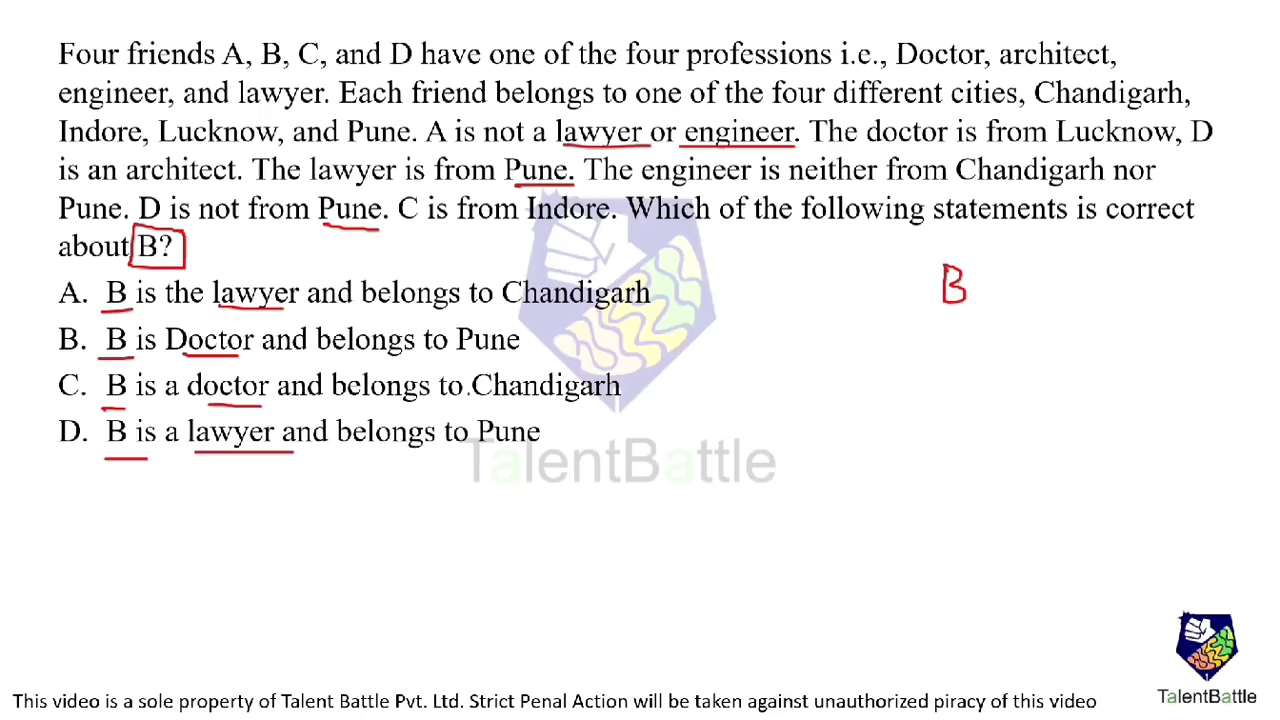 Four friends A, B, C, and D have one of the four professions i.e., Doctor, architect,
engineer, and lawyer. Each friend belongs to one of the four different cities, Chandigarh,
Indore, Lucknow, and Pune. A is not a lawyer or engineer. The doctor is from Lucknow, D
is an architect. The lawyer is from Pune. The engineer is neither from Chandigarh nor
Pune. D is not from Pune. C is from Indore. Which of the following statements is correct
about B?
A. B is the lawyer and belongs to Chandigarh
B. B is Doctor and belongs to Pune
C. B is a doctor and belongs to Chandigarh
D. B is a lawyer and belongs to Pune
B
TalentBattle
TalentBattle
This video is a sole property of Talent Battle Pvt. Ltd. Strict Penal Action will be taken against unauthorized piracy of this video